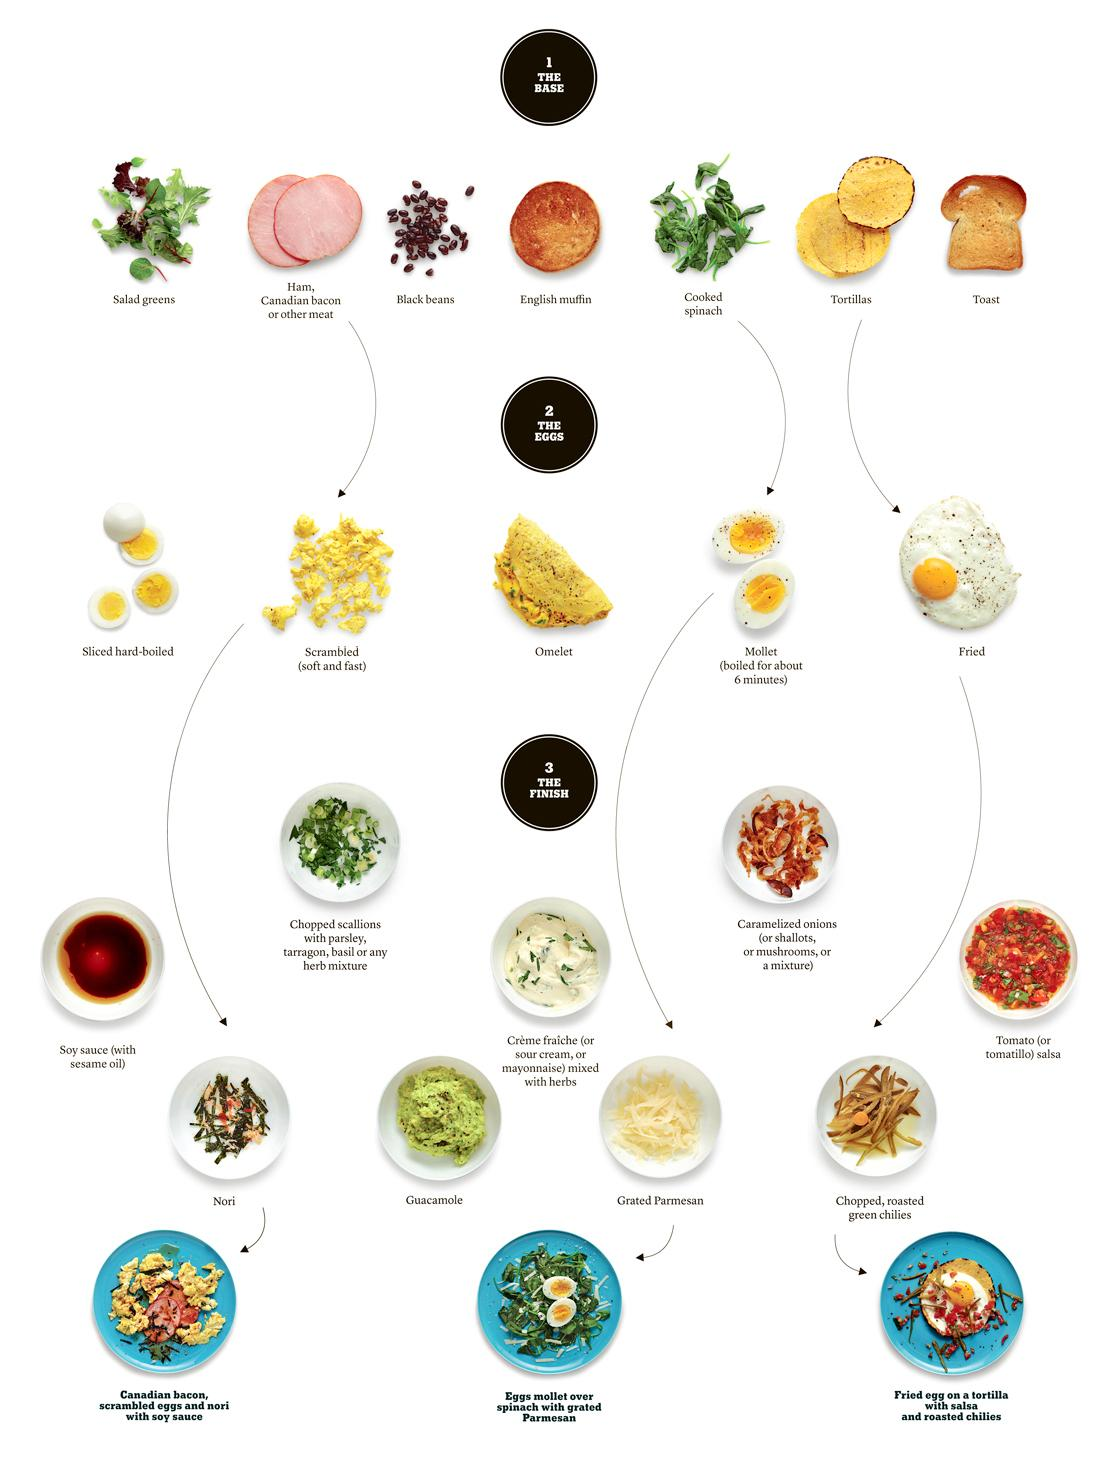 1
THE
BASE
Salad greens
Ham,
Canadian bacon
or other meat
Black beans
English muffin
Cooked
spinach
Tortillas
Toast
2
THE
EGGS
Sliced hard-boiled
Scrambled
(soft and fast)
Omelet
Mollet
(boiled for about
6 minutes)
Fried
3
THE
FINISH
Chopped scallions
with parsley,
tarragon, basil or any
herb mixture
Caramelized onions
(or shallots,
or mushrooms, or
a mixture)
Soy sauce (with
sesame oil)
Crème fraîche (or
sour cream, or
mayonnaise) mixed
with herbs
Tomato (or
tomatillo) salsa
Nori
Guacamole
Grated Parmesan
Chopped, roasted
green chilies
Canadian bacon,
scrambled eggs and nori
with soy sauce
Eggs mollet over
spinach with grated
Parmesan
Fried egg on a tortilla
with salsa
and roasted chilies